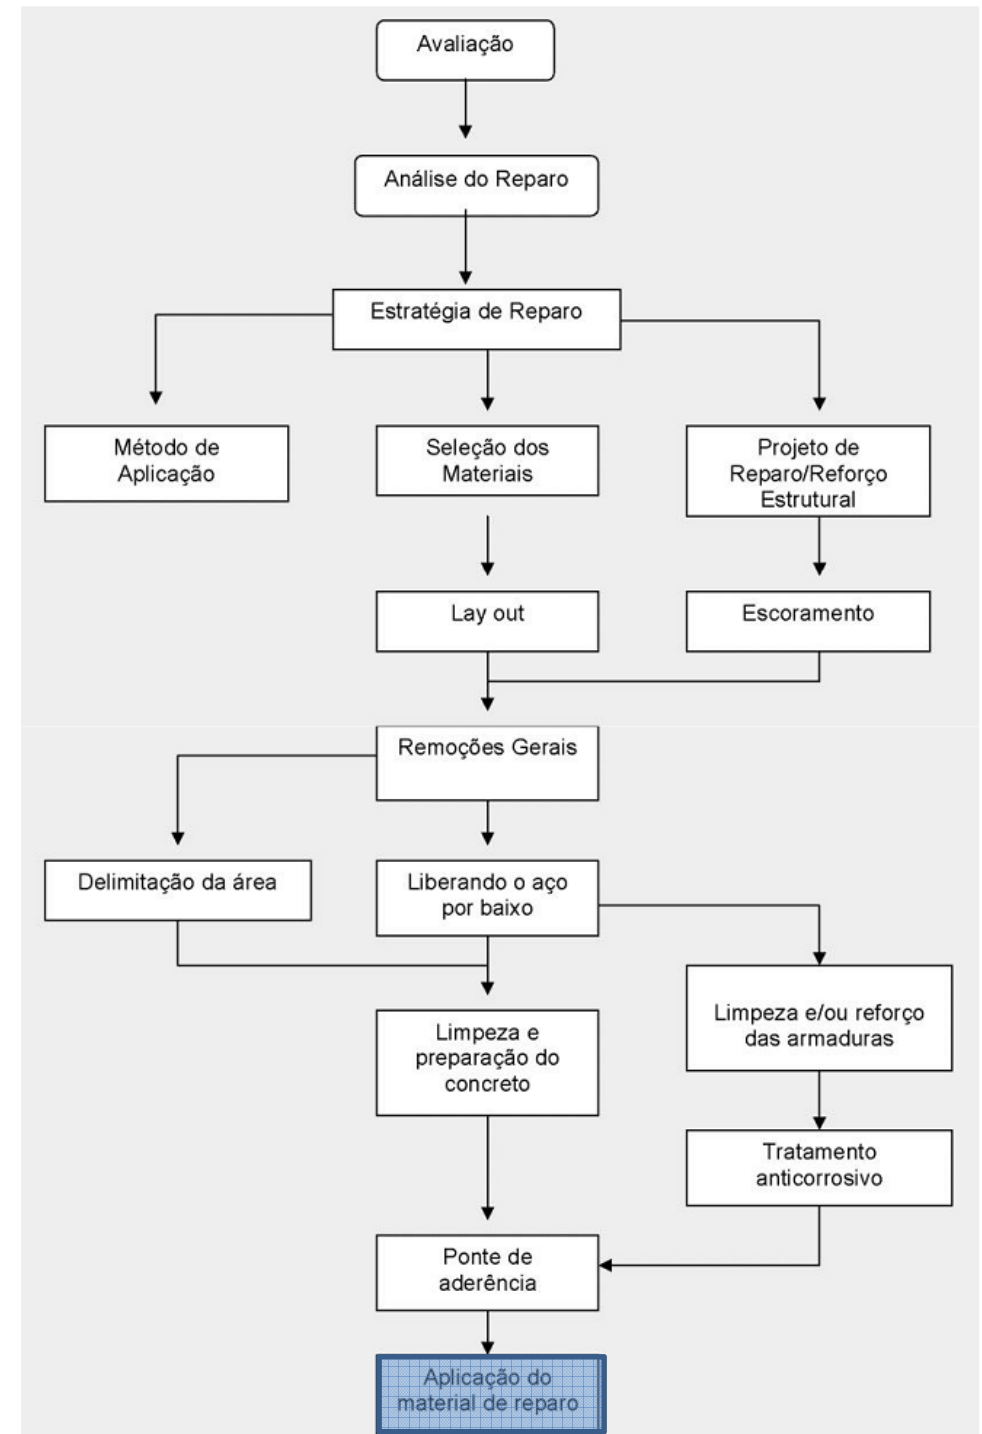 Avaliação
Análise do Reparo
Estratégia de Reparo
Método de
Aplicação
Seleção dos
Materiais
Projeto de
Reparo/Reforço
Estrutural
Lay out
Escoramento
Remoções Gerais
Delimitação da área
Liberando o aço
por baixo
Limpeza e
preparação do
concreto
Limpeza e/ou reforço
das armaduras
Tratamento
anticorrosivo
Ponte de
aderência
Aplicação do
material de reparo